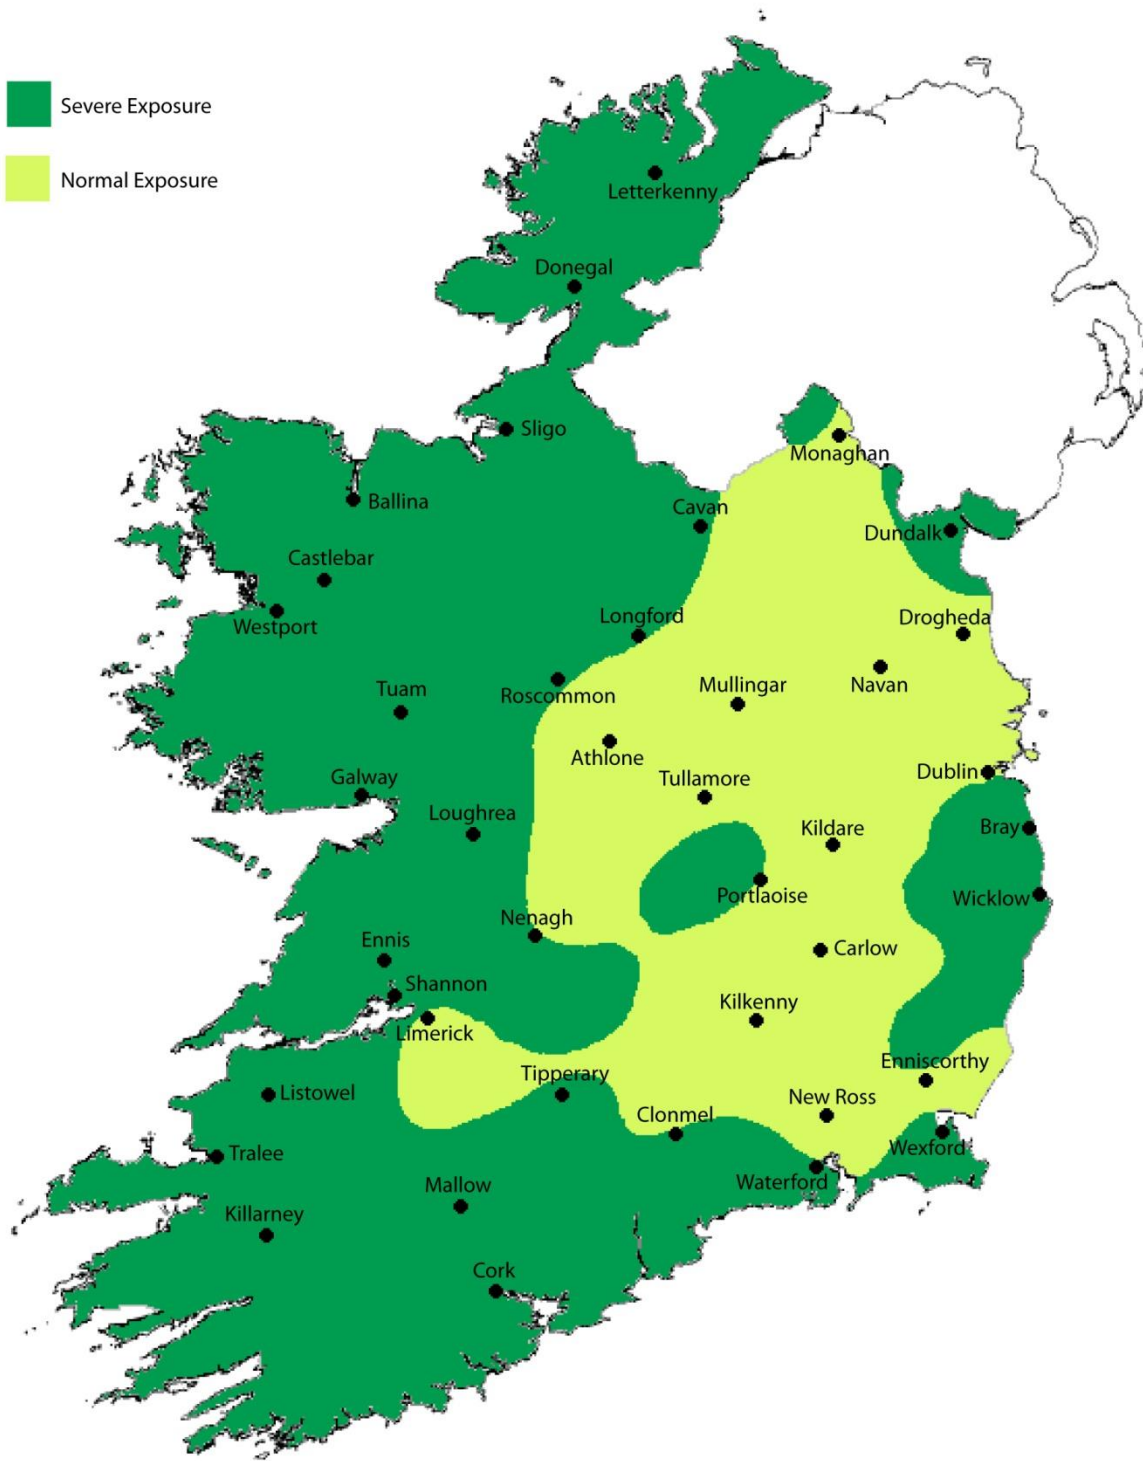 Severe Exposure
Normal Exposure
Letterkenny
Donegal
Sligo
Monaghan
Ballina
Cavan
Dundalk
Castlebar
Westport
Longford
Drogheda
Tuam
Roscommon
Mullingar
Navan
Athlone
Galway
Tullamore
Dublin
Loughrea
Kildare
Bray
Portlaoise
Wicklow
Nenagh
Ennis
Carlow
Shannon
Kilkenny
Limerick
Enniscorthy
Tipperary
Listowel
New Ross
Clonmel
Wexford
Tralee
Waterford
Mallow
Killarney
Cork